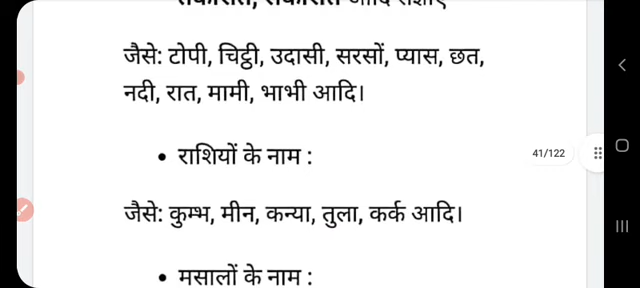 जैसे: टोपी, चिट्ठी, उदासी, सरसों, प्यास, छत,
नदी, रात, मामी, भाभी आदि।
• राशियों के नाम :
41/122
जैसे: कुम्भ, मीन, कन्या, तुला, कर्क आदि।
• मसालों के नाम :